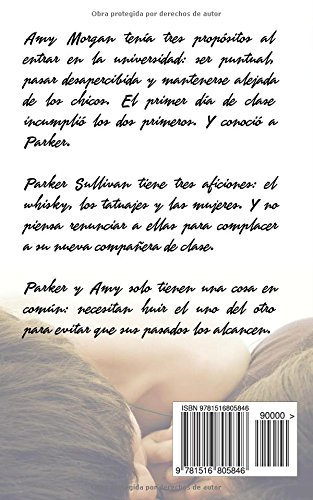 Obra protegida por derechos de autor
Amy Morgan tenía tres propósitos al
entrar en la universidad: ser puntual,
pasar desapercibida y mantenerse alejada
de los chicos. El primer día de clase
incumplió los dos primeros. Y conoció a
Parker.
Parker Sullivan tiene tres aficiones: el
whisky, los tatuajes y las mujeres. Y no
piensa renunciar a ellas para complacer
a su nueva compañera de clase.
Parker y Amy solo tienen una cosa en
común: necesitan huir el uno del otro
para evitar que sus pasados los alcancen.
ISBN 9781516805846
90000 >
9 781516 805846
Obra protegida por derechos de autor